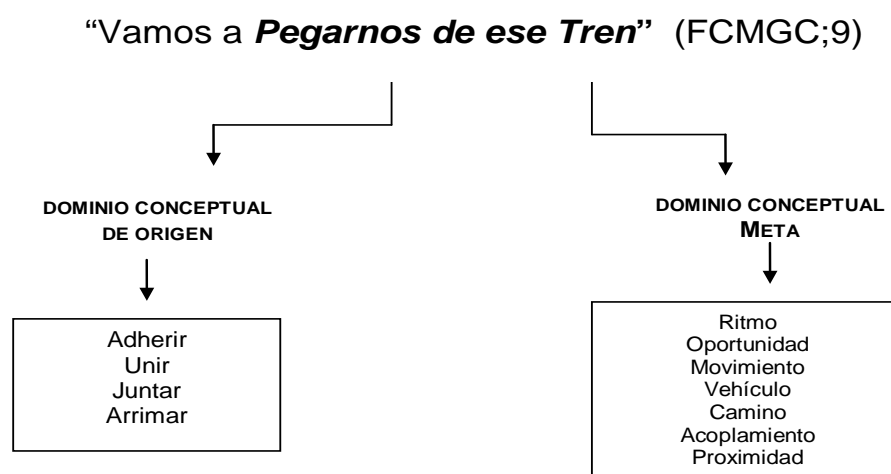 “Vamos a Pegarnos de ese Tren” (FCMGC;9)
DOMINIO CONCEPTUAL
DE ORIGEN
Adherir
Unir
Juntar
Arrimar
DOMINIO CONCEPTUAL
META
Ritmo
Oportunidad
Movimiento
Vehículo
Camino
Acoplamiento
Proximidad